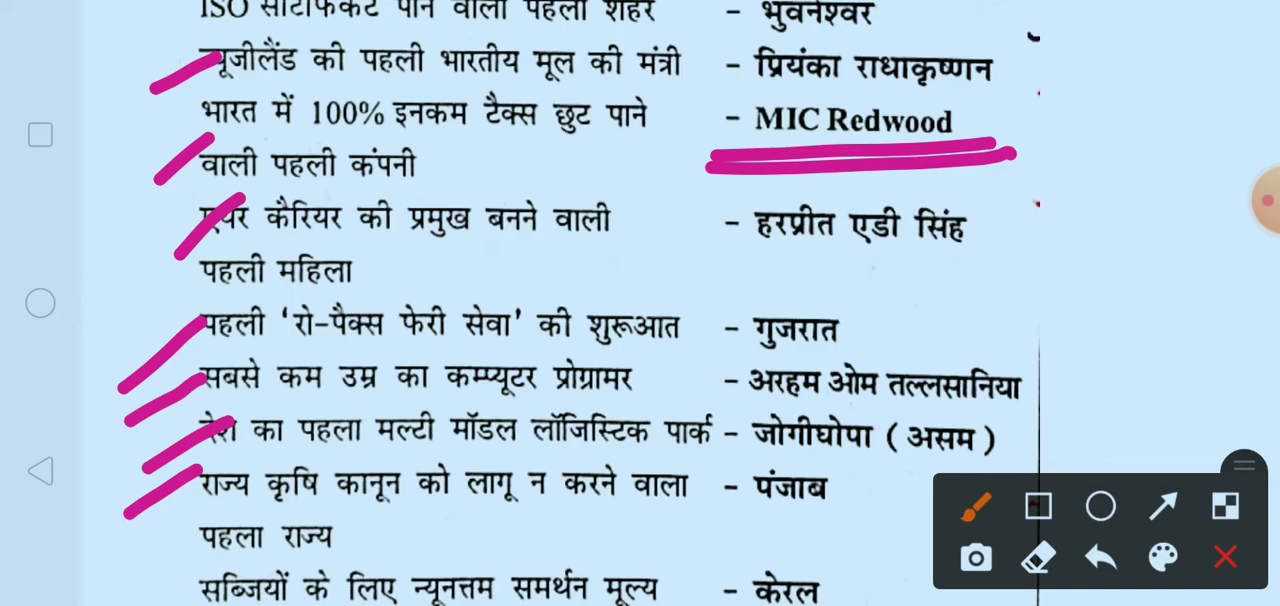 ISO सर्टिफिकेट पाने वाला पहला शहर - भुवनेश्वर
न्यूजीलैंड की पहली भारतीय मूल की मंत्री - प्रियंका राधाकृष्णन
भारत में 100% इनकम टैक्स छुट पाने - MIC Redwood
वाली पहली कंपनी
एयर कैरियर की प्रमुख बनने वाली - हरप्रीत एडी सिंह
पहली महिला
पहली ‘रो-पैक्स फेरी सेवा’ की शुरूआत - गुजरात
सबसे कम उम्र का कम्प्यूटर प्रोग्रामर - अरहम ओम तल्लसानिया
देश का पहला मल्टी मॉडल लॉजिस्टिक पार्क - जोगीघोपा ( असम )
राज्य कृषि कानून को लागू न करने वाला - पंजाब
पहला राज्य
सब्जियों के लिए न्यूनत्तम समर्थन मूल्य - केरल